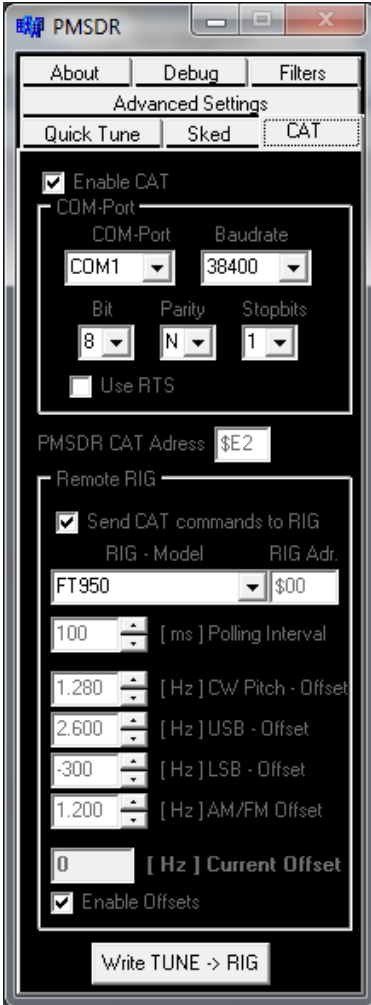 PMSDR
About Debug Filters
Advanced Settings
Quick Tune Sked CAT
Enable CAT
COM-Port
COM-Port Baudrate
COM1 38400
Bit Parity Stopbits
8 N 1
Use RTS
PMSDR CAT Adress $E2
Remote RIG
Send CAT commands to RIG
RIG - Model RIG Adr.
FT950 $00
100 [ ms ] Polling Interval
1.280 [ Hz ] CW Pitch - Offset
2.600 [ Hz ] USB - Offset
-300 [ Hz ] LSB - Offset
1.200 [ Hz ] AM/FM Offset
0 [ Hz ] Current Offset
Enable Offsets
Write TUNE -> RIG